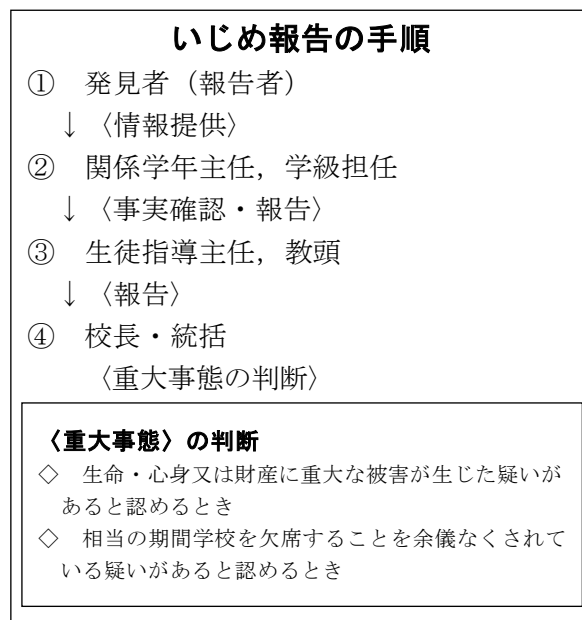 いじめ報告の手順
① 発見者（報告者）
↓〈情報提供〉
② 関係学年主任，学級担任
↓〈事実確認・報告〉
③ 生徒指導主任，教頭
↓〈報告〉
④ 校長・統括
〈重大事態の判断〉
〈重大事態〉の判断
◇ 生命・心身又は財産に重大な被害が生じた疑いが
あると認めるとき
◇ 相当の期間学校を欠席することを余儀なくされて
いる疑いがあると認めるとき